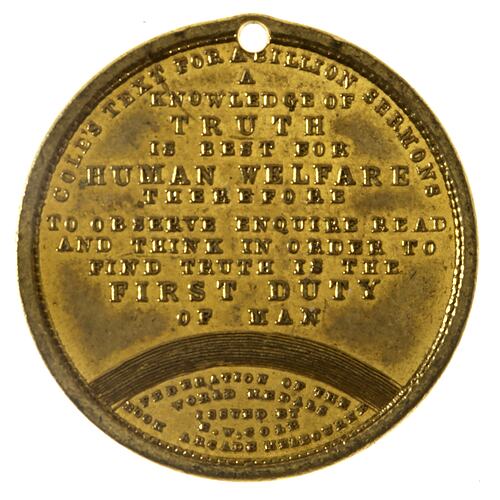 COLE'S TEXT FOR A BILLION SERMONS
A
KNOWLEDGE OF
TRUTH
IS BEST FOR
HUMAN WELFARE
THEREFORE
TO OBSERVE ENQUIRE READ
AND THINK IN ORDER TO
FIND TRUTH IS THE
FIRST DUTY
OF MAN
FEDERATION OF THE
WORLD MEDALS
ISSUED BY
E.W. COLE
BOOK ARCADE MELBOURNE